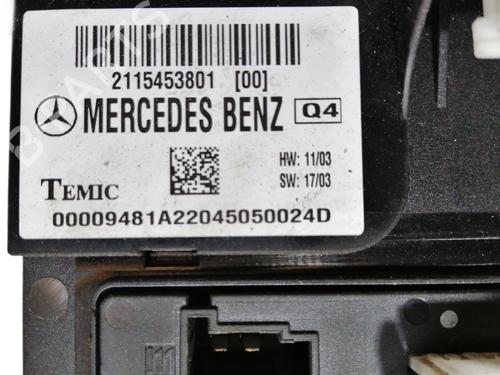 2115453801 [00]
MERCEDES BENZ Q4
HW: 11/03
TEMIC
SW: 17/03
00009481A22045050024D